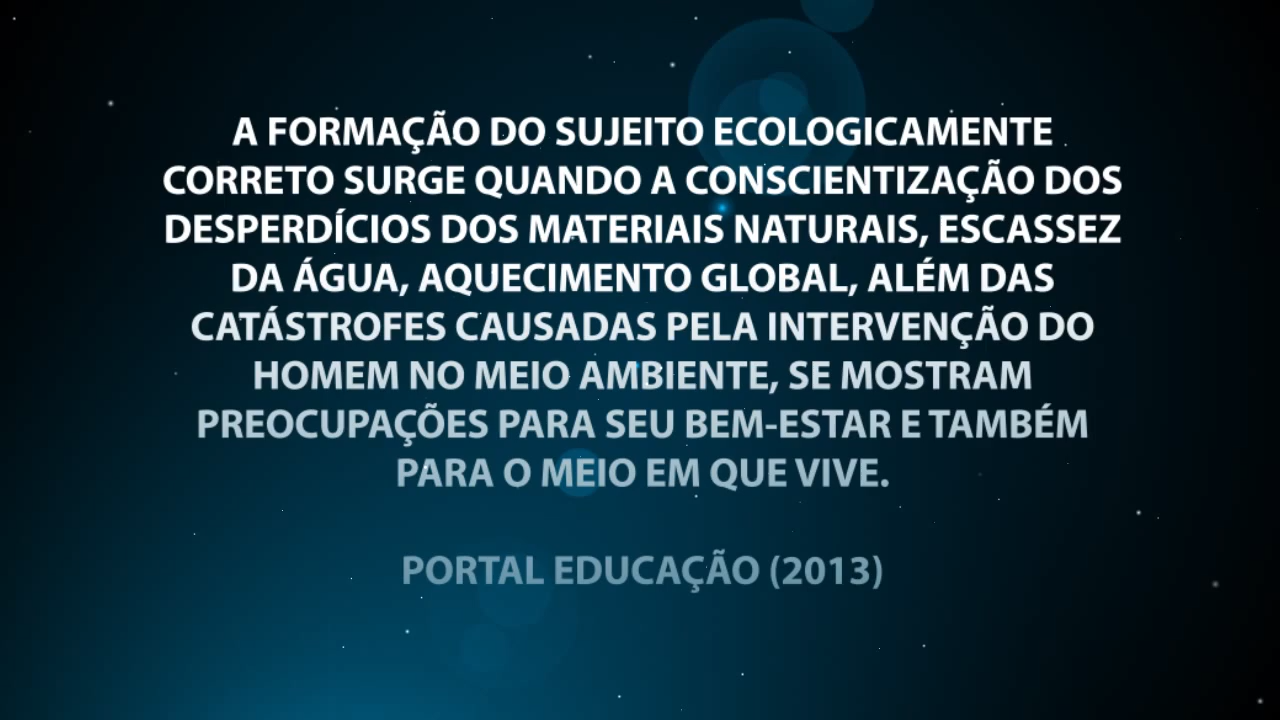 A FORMAÇÃO DO SUJEITO ECOLOGICAMENTE
CORRETO SURGE QUANDO A CONSCIENTIZAÇÃO DOS
DESPERDÍCIOS DOS MATERIAIS NATURAIS, ESCASSEZ
DA ÁGUA, AQUECIMENTO GLOBAL, ALÉM DAS
CATÁSTROFES CAUSADAS PELA INTERVENÇÃO DO
HOMEM NO MEIO AMBIENTE, SE MOSTRAM
PREOCUPAÇÕES PARA SEU BEM-ESTAR E TAMBÉM
PARA O MEIO EM QUE VIVE.
PORTAL EDUCAÇÃO (2013)